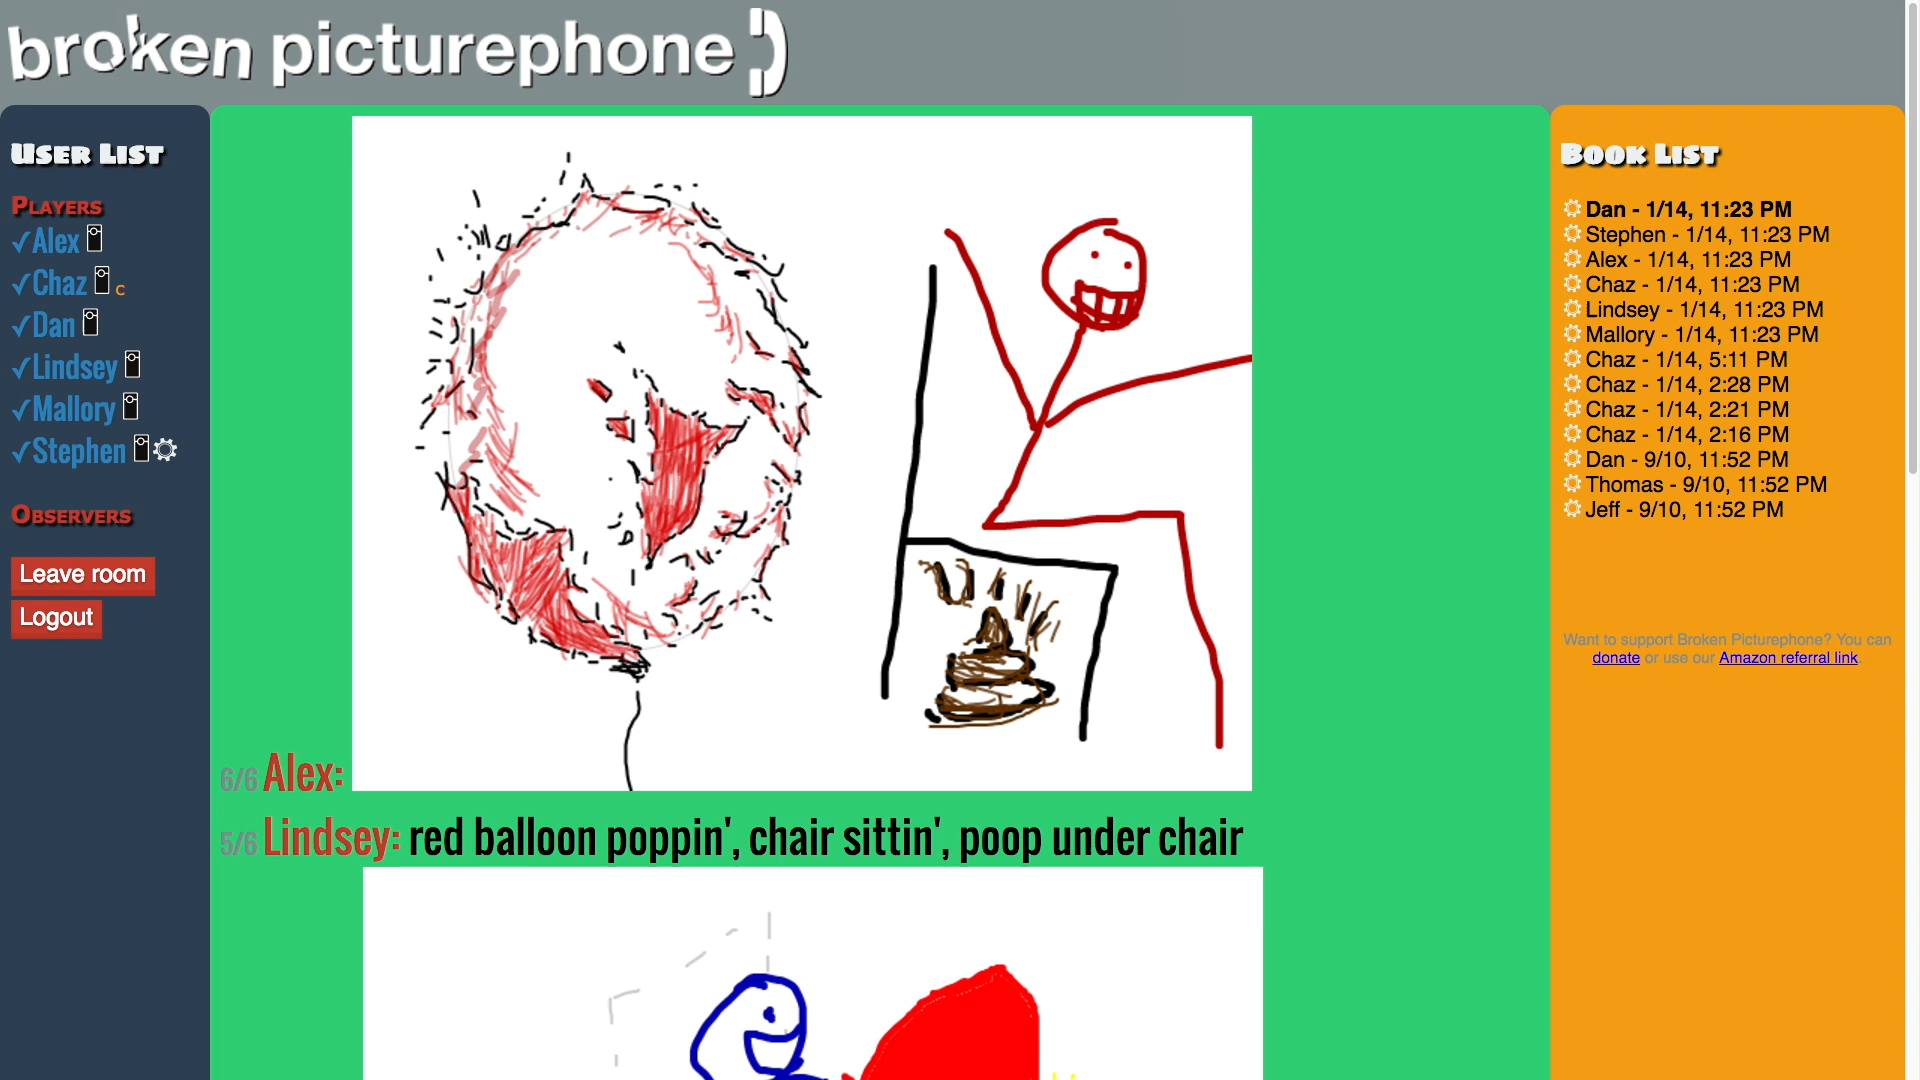 broken picturephone
User List
Players
✓Alex
✓Chaz c
✓Dan
✓Lindsey
✓Mallory
✓Stephen
Observers
Leave room
Logout
6/6 Alex:
5/6 Lindsey: red balloon poppin', chair sittin', poop under chair
Book List
Dan - 1/14, 11:23 PM
Stephen - 1/14, 11:23 PM
Alex - 1/14, 11:23 PM
Chaz - 1/14, 11:23 PM
Lindsey - 1/14, 11:23 PM
Mallory - 1/14, 11:23 PM
Chaz - 1/14, 5:11 PM
Chaz - 1/14, 2:28 PM
Chaz - 1/14, 2:21 PM
Chaz - 1/14, 2:16 PM
Dan - 9/10, 11:52 PM
Thomas - 9/10, 11:52 PM
Jeff - 9/10, 11:52 PM
Want to support Broken Picturephone? You can
donate or use our Amazon referral link.